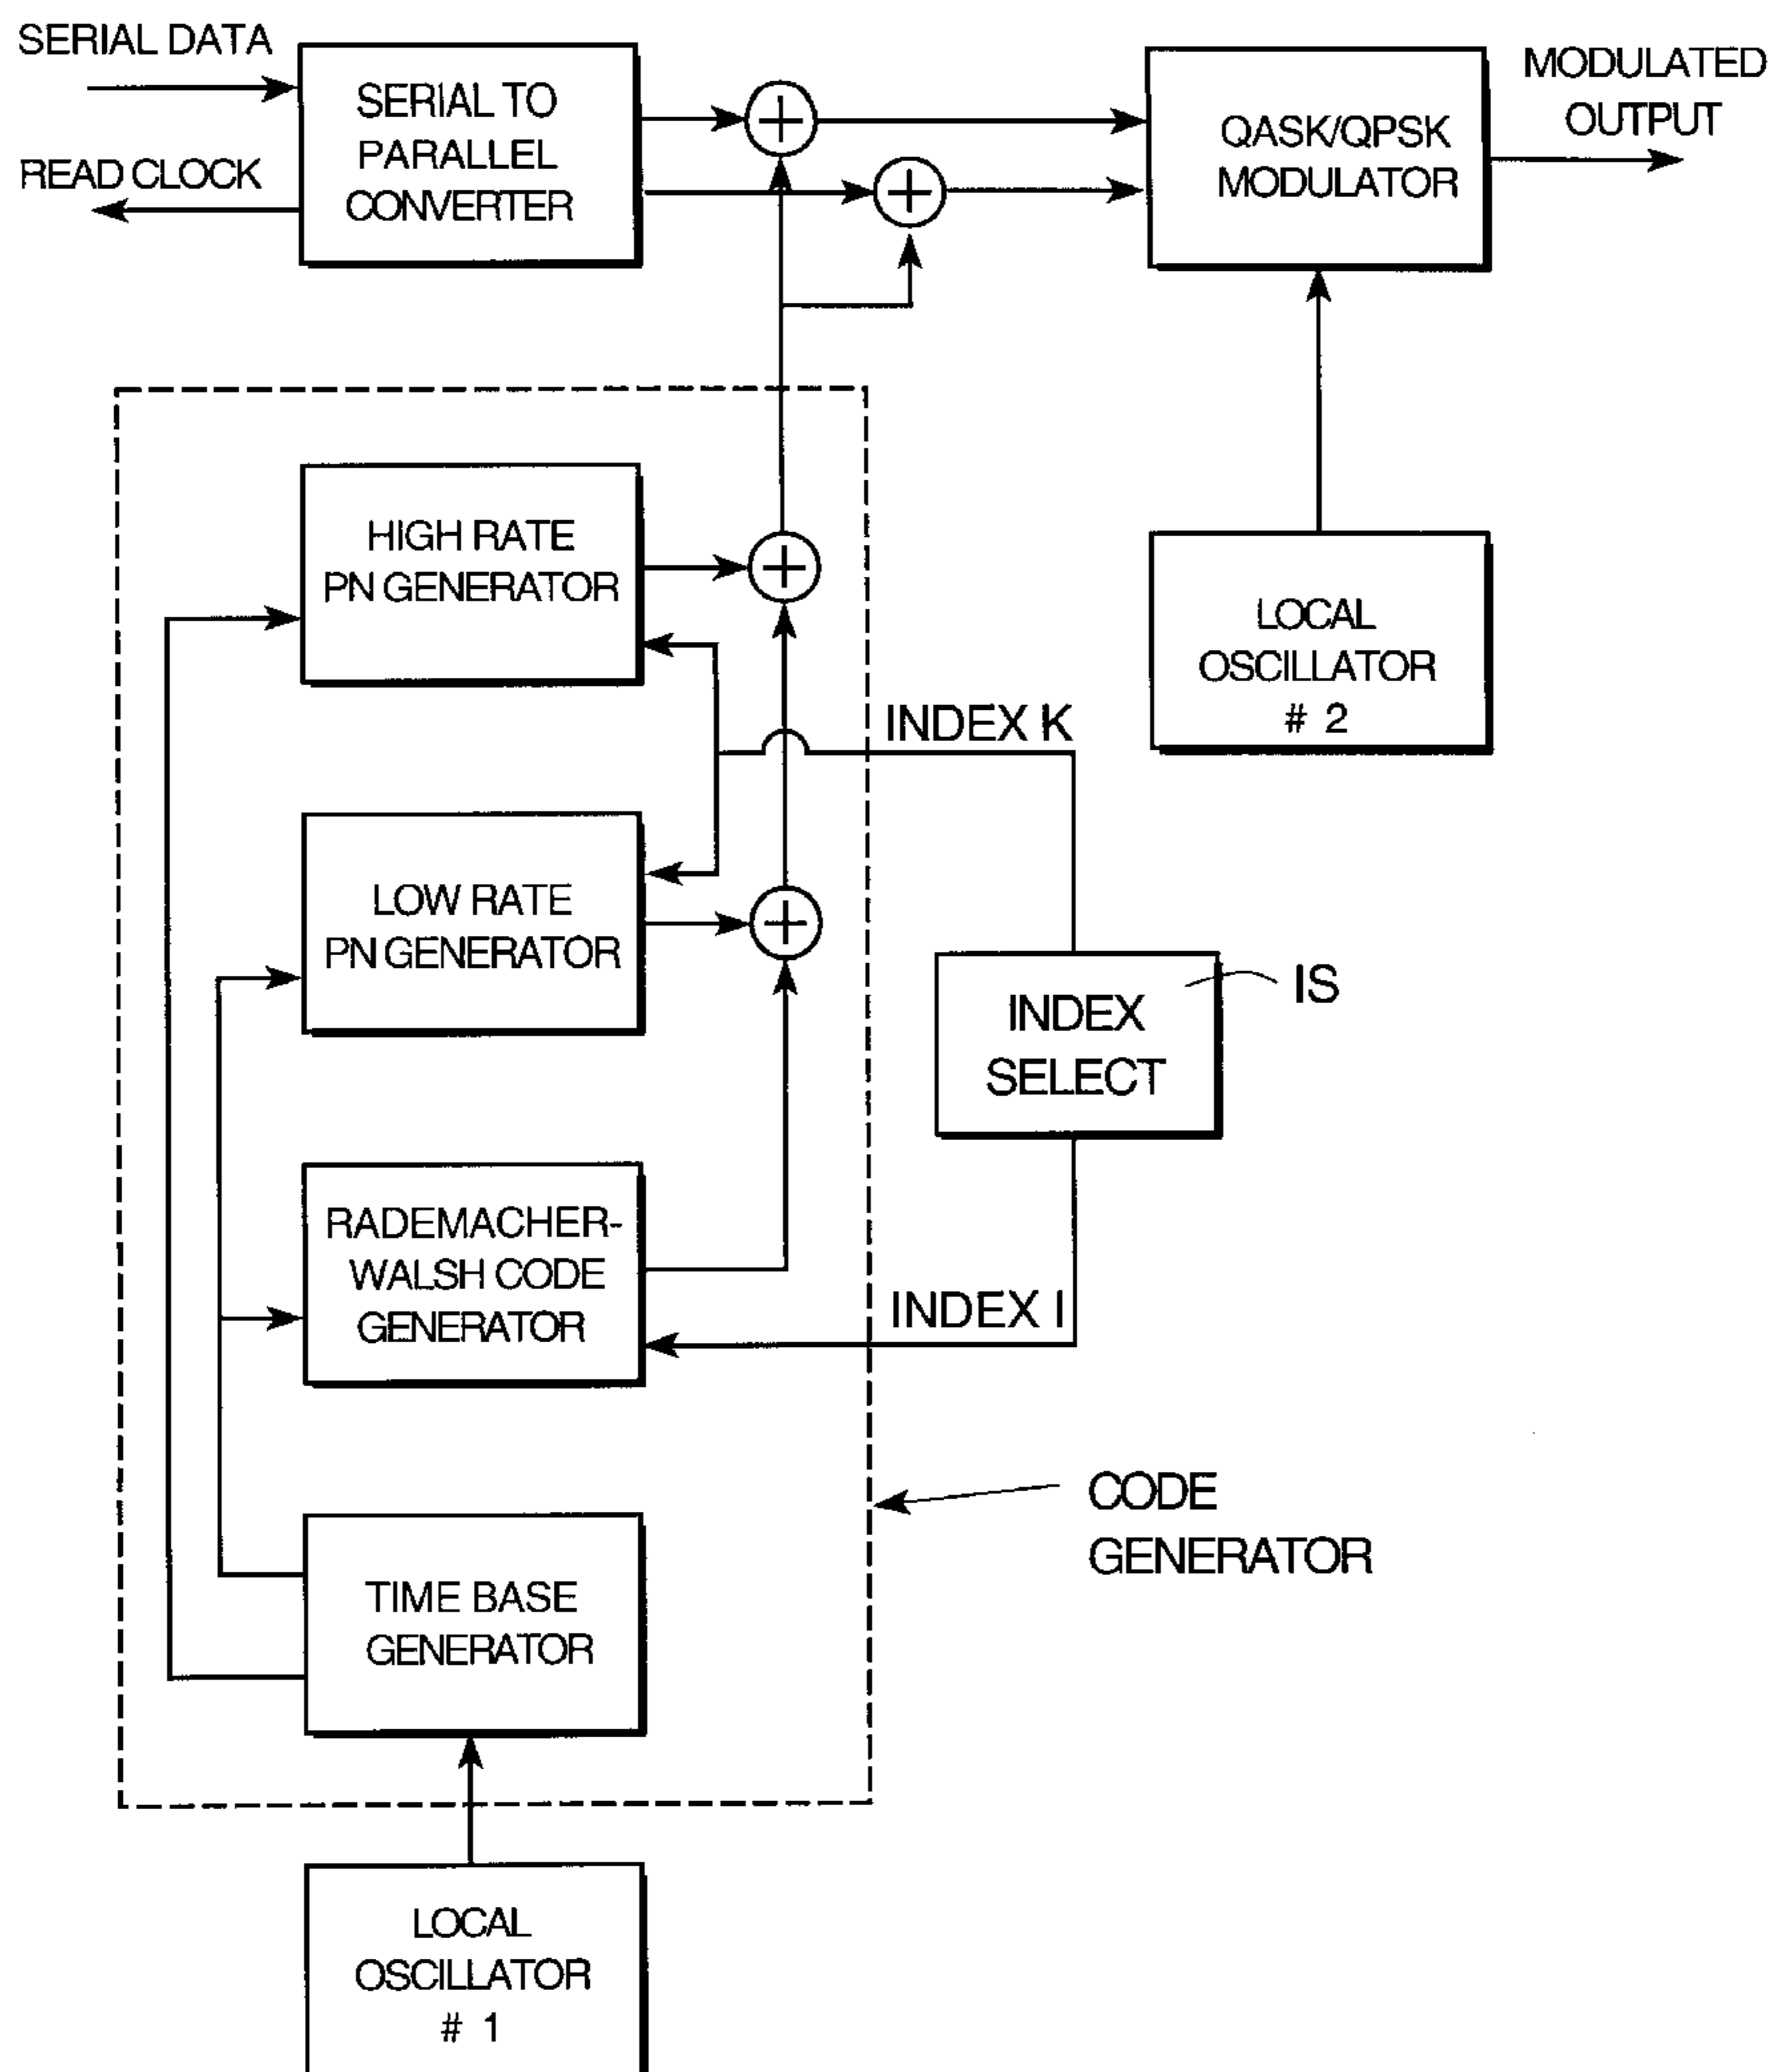 SERIAL DATA
READ CLOCK
SERIAL TO
PARALLEL
CONVERTER
QASK/QPSK
MODULATOR
MODULATED
OUTPUT
HIGH RATE
PN GENERATOR
LOCAL
OSCILLATOR
# 2
INDEX K
LOW RATE
PN GENERATOR
INDEX
SELECT
IS
RADEMACHER-
WALSH CODE
GENERATOR
INDEX I
CODE
GENERATOR
TIME BASE
GENERATOR
LOCAL
OSCILLATOR
# 1